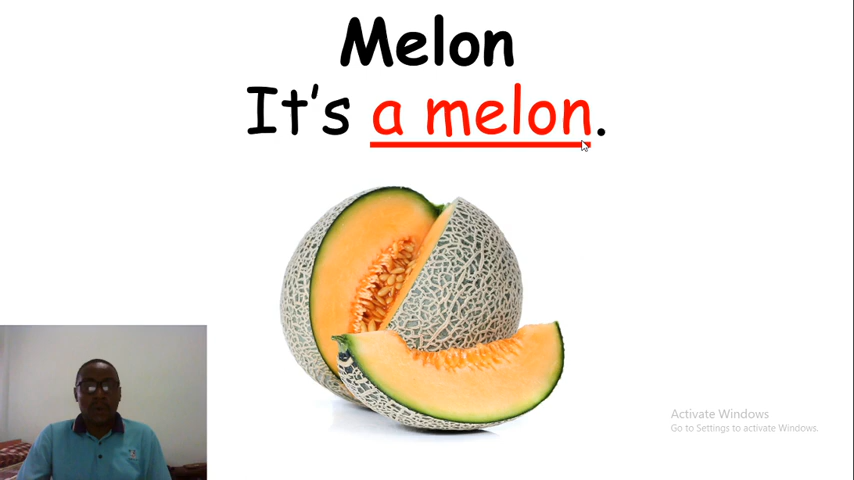 Melon
It's a melon.
Activate Windows
Go to Settings to activate Windows.